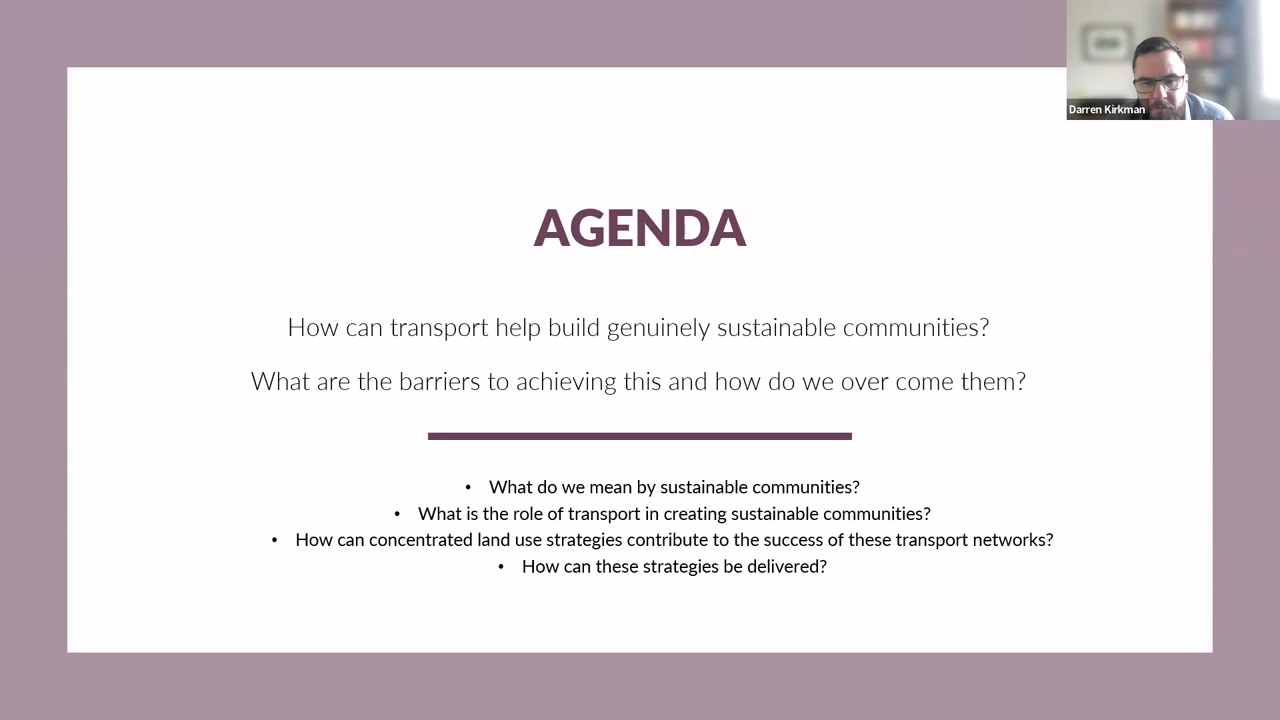 Darren Kirkman
AGENDA
How can transport help build genuinely sustainable communities?
What are the barriers to achieving this and how do we over come them?
• What do we mean by sustainable communities?
• What is the role of transport in creating sustainable communities?
• How can concentrated land use strategies contribute to the success of these transport networks?
• How can these strategies be delivered?